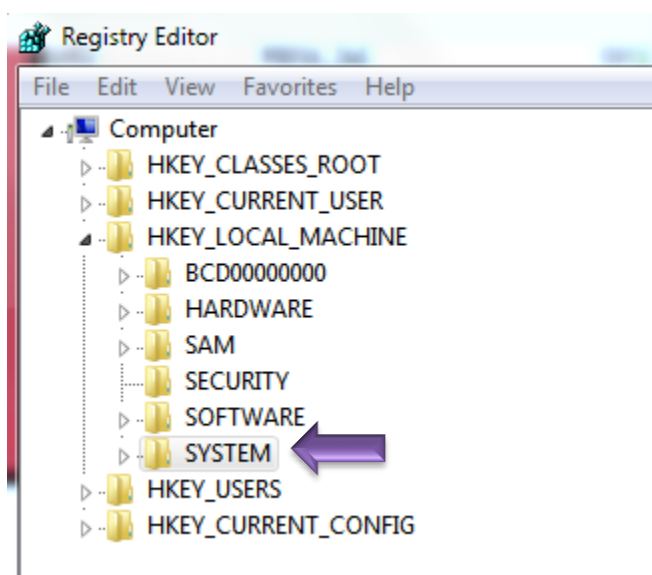 Registry Editor
File Edit View Favorites Help
Computer
HKEY_CLASSES_ROOT
HKEY_CURRENT_USER
HKEY_LOCAL_MACHINE
BCD00000000
HARDWARE
SAM
SECURITY
SOFTWARE
SYSTEM
HKEY_USERS
HKEY_CURRENT_CONFIG